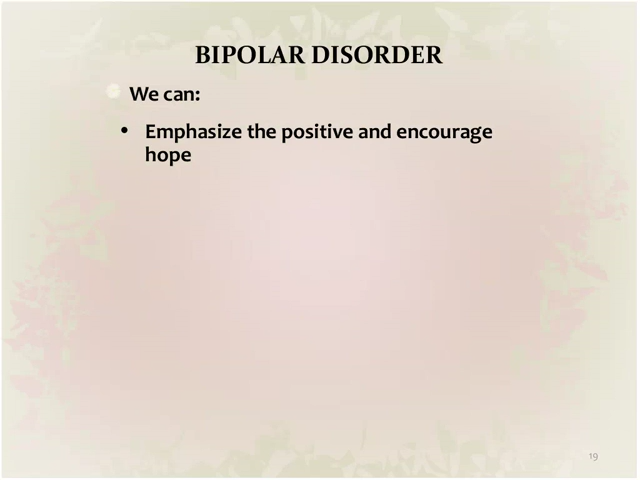 BIPOLAR DISORDER
We can:
• Emphasize the positive and encourage
hope
19